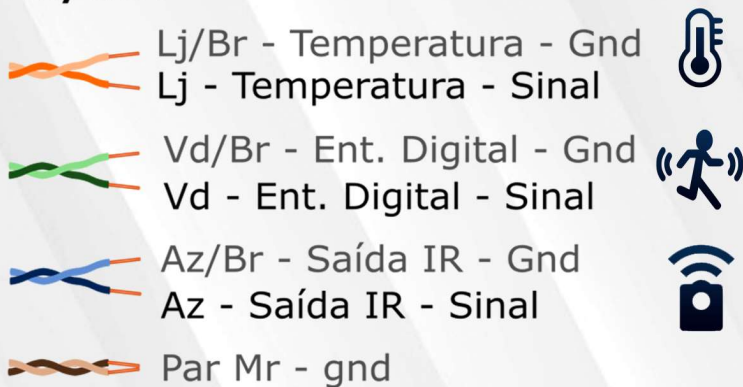 Lj/Br - Temperatura - Gnd
Lj - Temperatura - Sinal
Vd/Br - Ent. Digital - Gnd
Vd - Ent. Digital - Sinal
Az/Br - Saída IR - Gnd
Az - Saída IR - Sinal
Par Mr - gnd